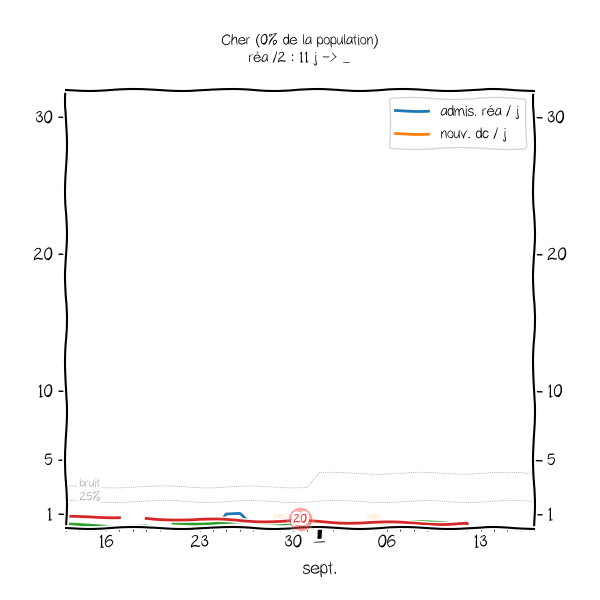 Cher (0% de la population)
réa /2 : 11 j -> _
admis. réa / j
nouv. dc / j
30
30
20
20
10
10
5
5
bruit
25%
1
1
20
16
23
30
06
13
sept.